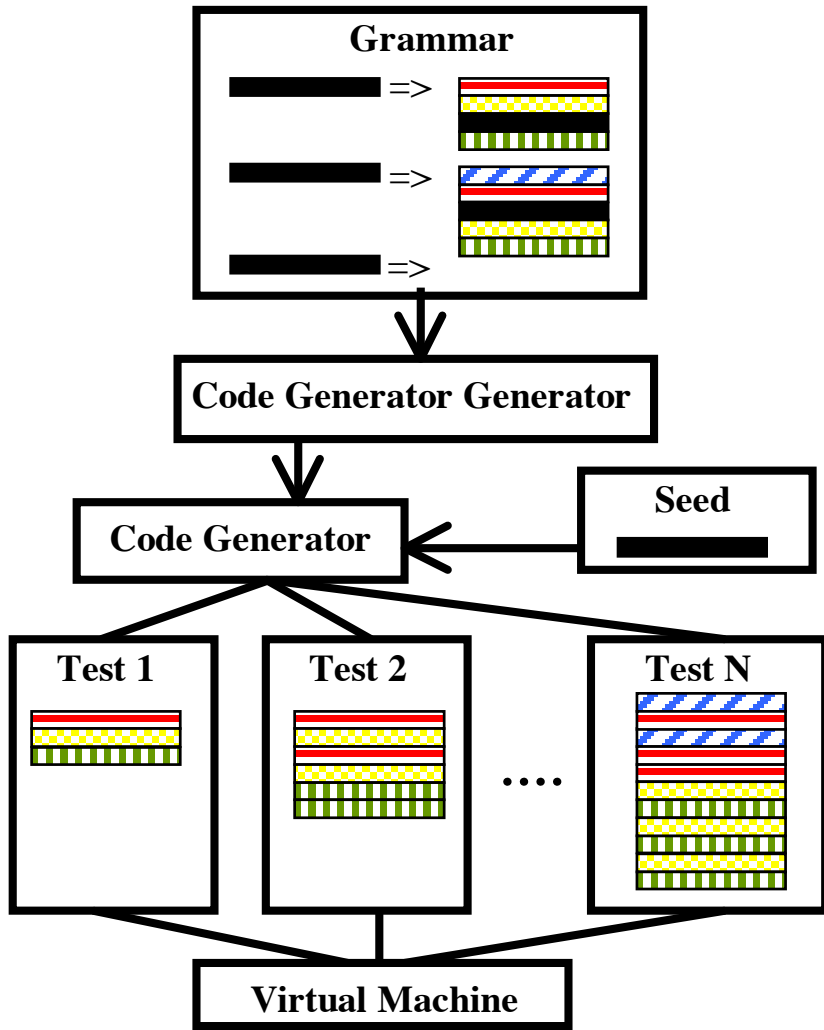 Grammar
=>
=>
=>
Code Generator Generator
Seed
Code Generator
Test 1
Test 2
Test N
....
Virtual Machine